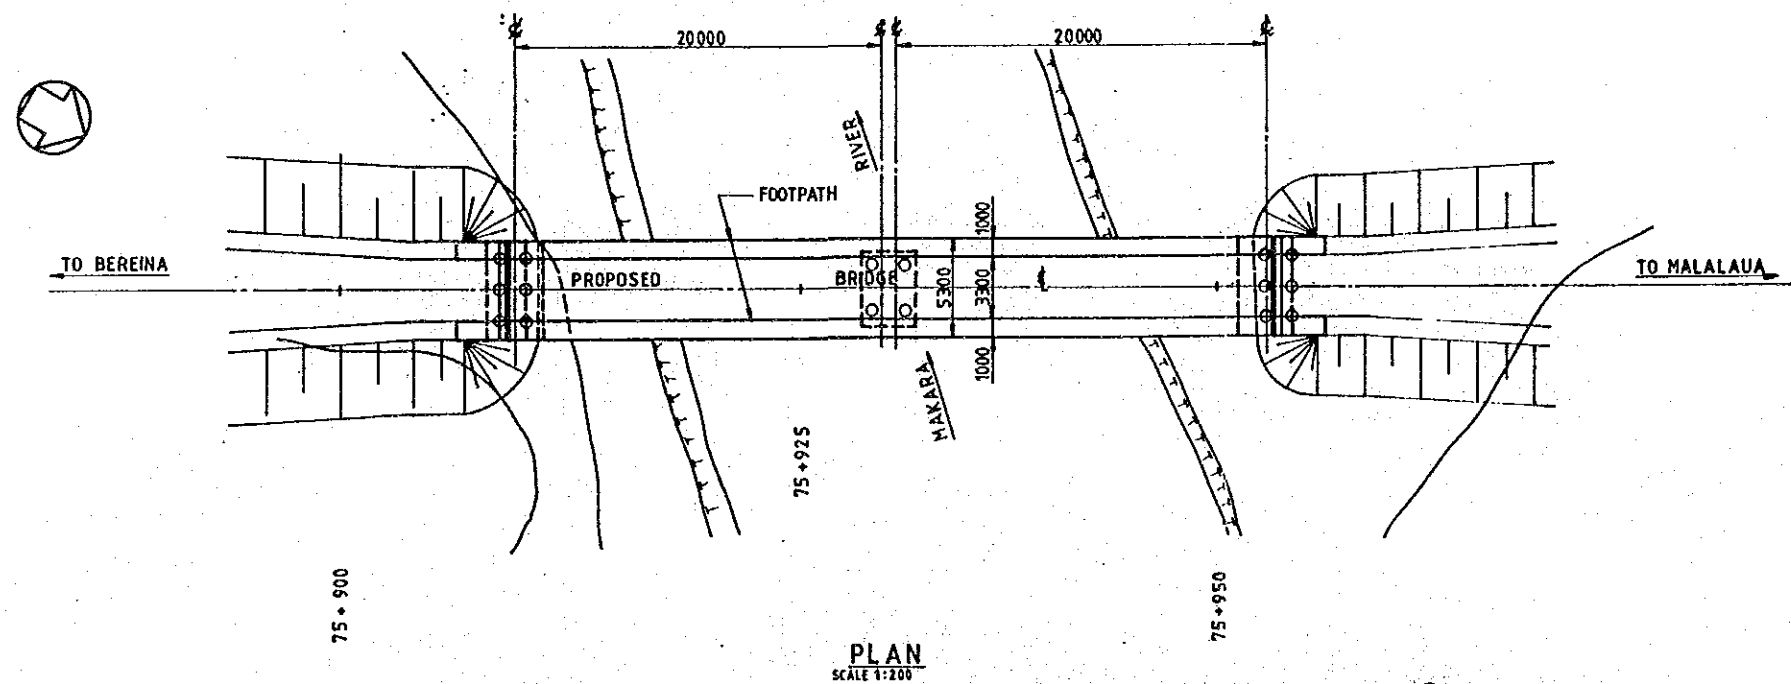 ℄
20000
℄ ℄
20000
℄
RIVER
FOOTPATH
1000
TO BEREINA
PROPOSED
BRIDGE
5300
3300
℄
TO MALALAUA
1000
MAKARA
75+925
75+900
75+950
PLAN
SCALE 1:200